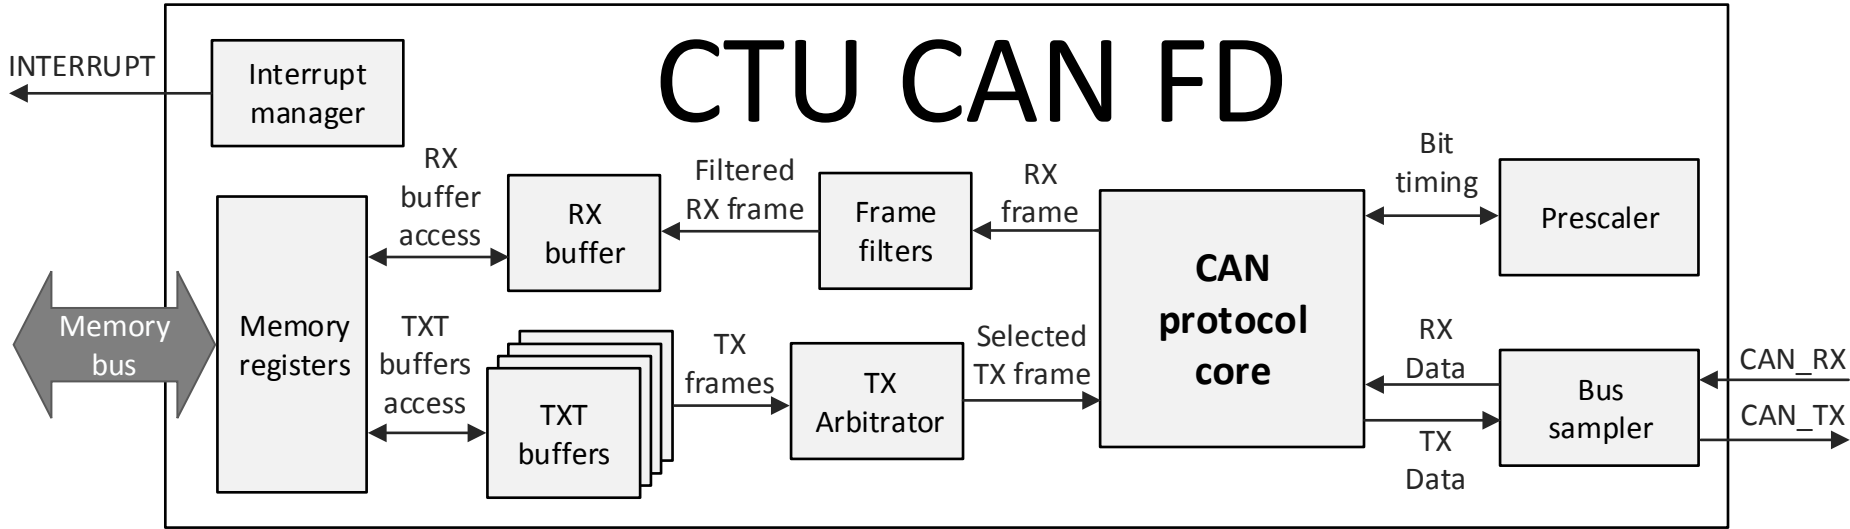 CTU CAN FD
INTERRUPT
Interrupt
manager
RX
buffer
access
RX
buffer
Filtered
RX frame
Frame
filters
RX
frame
CAN
protocol
core
Bit
timing
Prescaler
Memory
bus
Memory
registers
TXT
buffers
access
TXT
buffers
TX
frames
TX
Arbitrator
Selected
TX frame
RX
Data
TX
Data
Bus
sampler
CAN_RX
CAN_TX